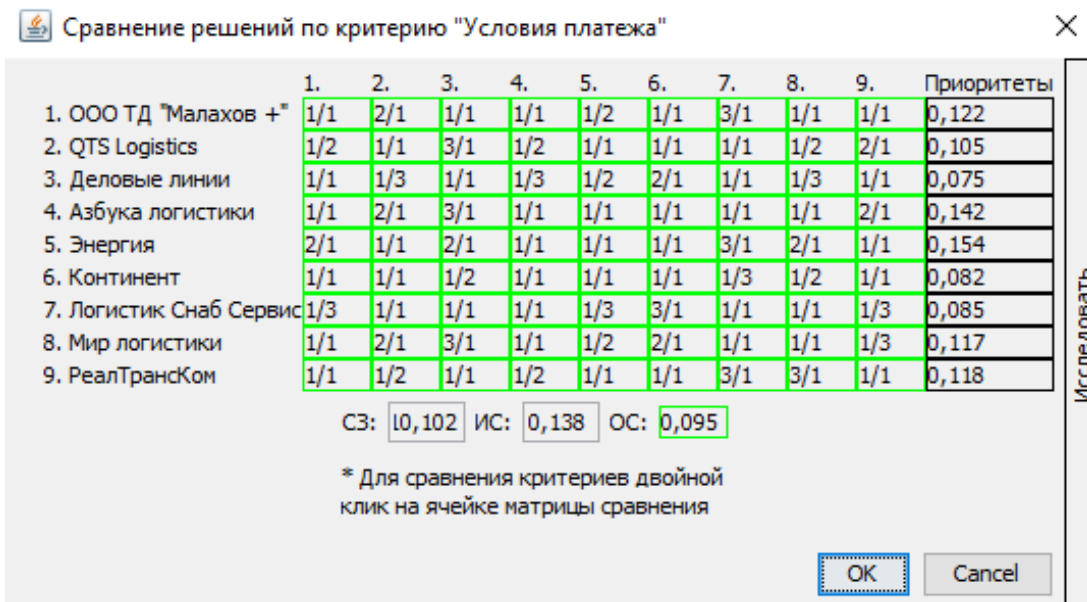 Сравнение решений по критерию "Условия платежа"
1. 2. 3. 4. 5. 6. 7. 8. 9. Приоритеты
1. ООО ТД "Малахов +" 1/1 2/1 1/1 1/1 1/2 1/1 3/1 1/1 1/1 0,122
2. QTS Logistics 1/2 1/1 3/1 1/2 1/1 1/1 1/1 1/2 2/1 0,105
3. Деловые линии 1/1 1/3 1/1 1/3 1/2 2/1 1/1 1/3 1/1 0,075
4. Азбука логистики 1/1 2/1 3/1 1/1 1/1 1/1 1/1 1/1 2/1 0,142
5. Энергия 2/1 1/1 2/1 1/1 1/1 1/1 3/1 2/1 1/1 0,154
6. Континент 1/1 1/1 1/2 1/1 1/1 1/1 1/3 1/2 1/1 0,082
7. Логистик Снаб Сервис 1/3 1/1 1/1 1/1 1/3 3/1 1/1 1/1 1/3 0,085
8. Мир логистики 1/1 2/1 3/1 1/1 1/2 2/1 1/1 1/1 1/3 0,117
9. РеалТрансКом 1/1 1/2 1/1 1/2 1/1 1/1 3/1 3/1 1/1 0,118
СЗ: 10,102 ИС: 0,138 ОС: 0,095
* Для сравнения критериев двойной
клик на ячейке матрицы сравнения
OK Cancel
Исследовать